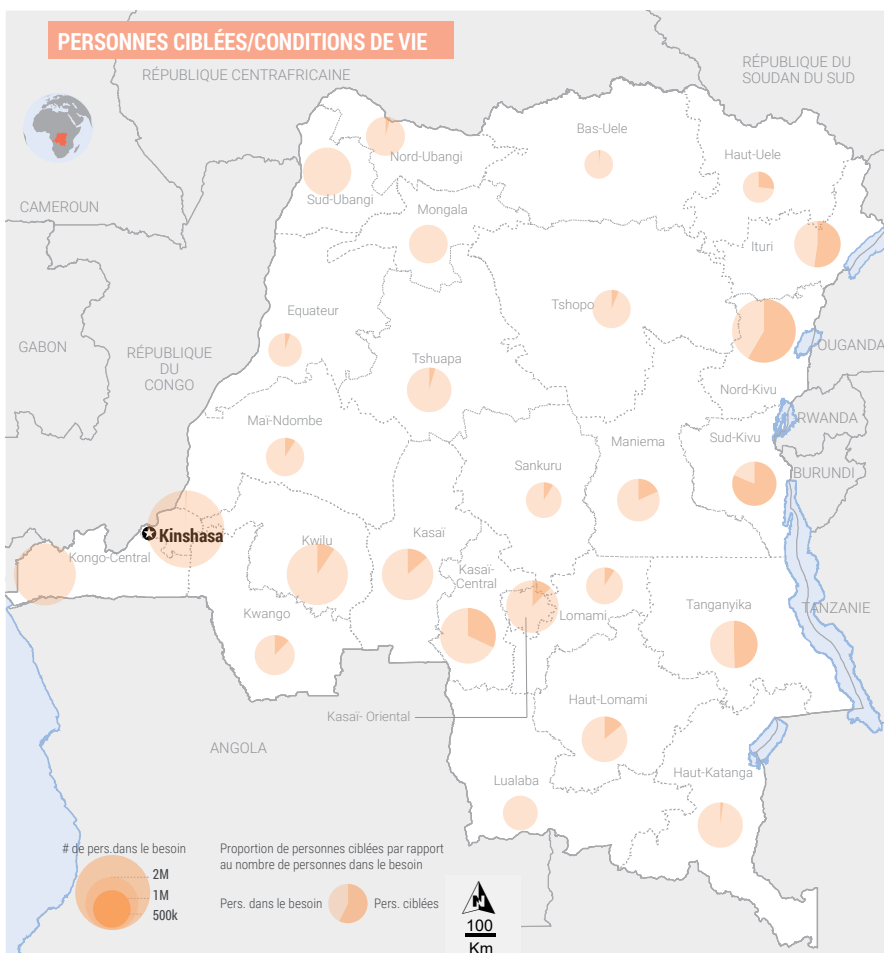 PERSONNES CIBLÉES/CONDITIONS DE VIE
RÉPUBLIQUE CENTRAFRICAINE
RÉPUBLIQUE DU
SOUDAN DU SUD
Bas-Uele
Nord-Ubangi
Haut-Uele
Sud-Ubangi
CAMEROUN
Mongala
Ituri
Equateur
Tshopo
GABON
RÉPUBLIQUE
DU
CONGO
Tshuapa
OUGANDA
Nord-Kivu
Maï-Ndombe
RWANDA
Sud-Kivu
Maniema
Sankuru
BURUNDI
Kinshasa
Kongo-Central
Kwilu
Kasaï
Kasaï-
Central
Kwango
Lomami
Tanganyika
TANZANIE
Haut-Lomami
Kasaï- Oriental
ANGOLA
Haut-Katanga
Lualaba
# de pers.dans le besoin
2M
1M
500k
Proportion de personnes ciblées par rapport
au nombre de personnes dans le besoin
Pers. dans le besoin
Pers. ciblées
N
100
Km